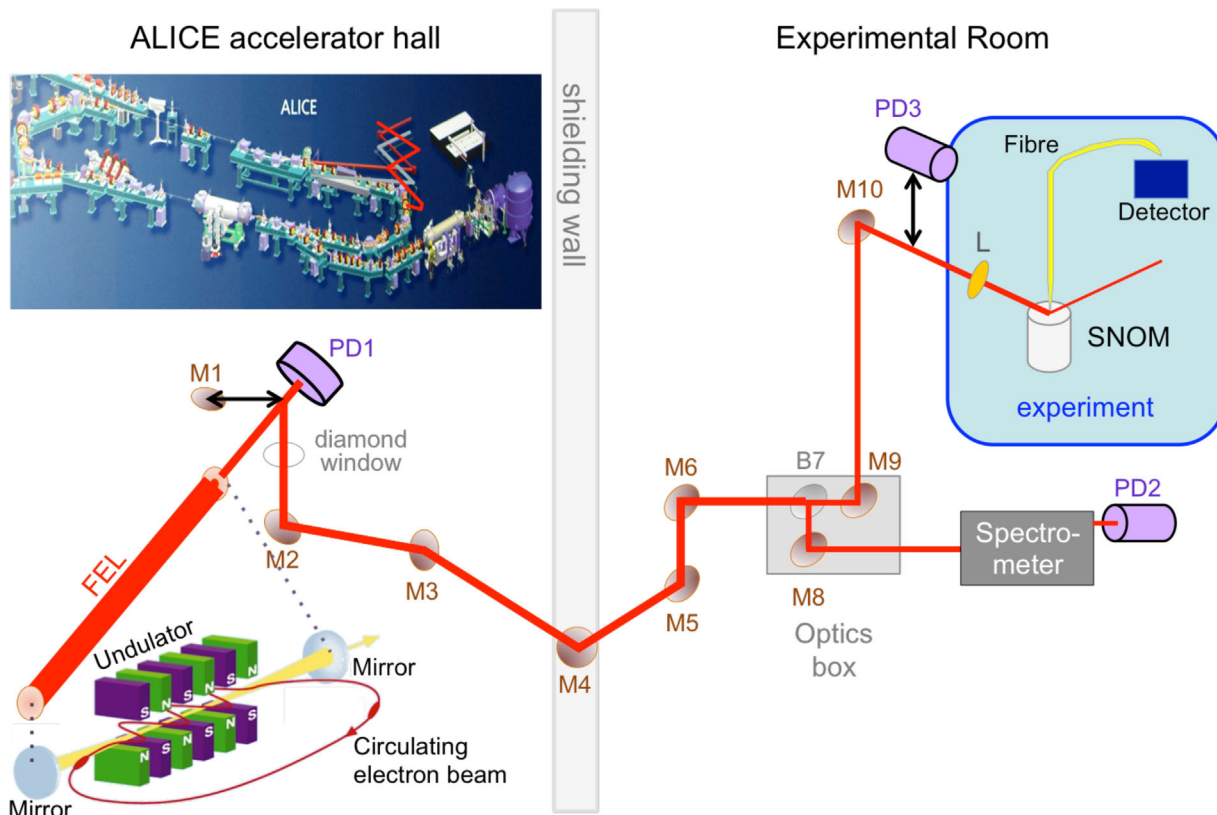 ALICE accelerator hall
Experimental Room
ALICE
shielding wall
PD3
Fibre
M10
Detector
L
SNOM
experiment
PD1
M1
diamond
window
M2
M3
M4
M5
M6
B7
M9
M8
Optics
box
PD2
Spectro-
meter
FEL
Undulator
N
S
N
S
N
S
N
S
N
S
N
S
Mirror
Circulating
electron beam
Mirror